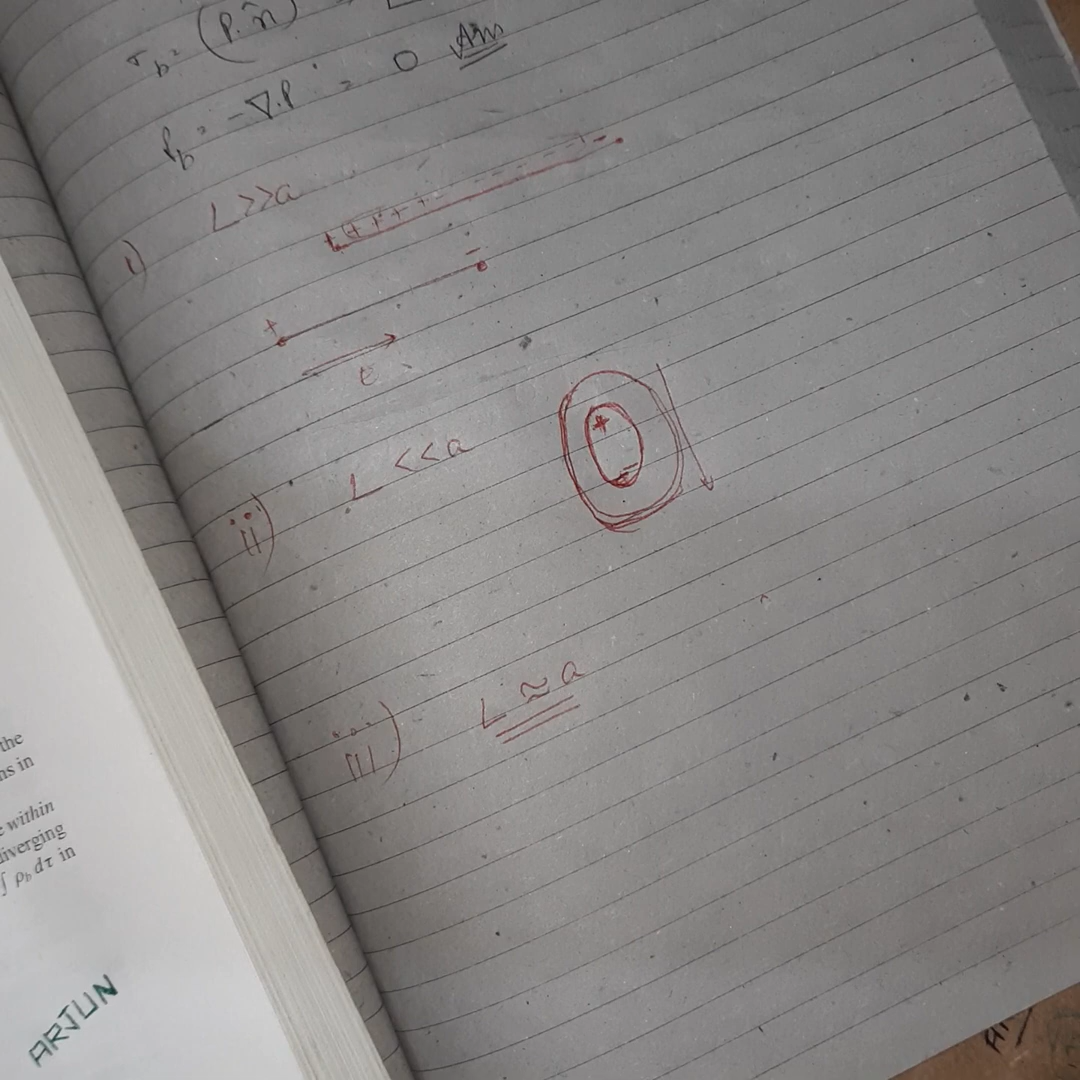 σb = (P.n̂)
ρb = -∇.P = 0 Ans
i) L >> a
+ + + + + - - - - - -
+ -
E
ii) L << a
+
iii) L ≈ a
the
ns in
within
diverging
∫ ρb dτ in
ARJUN